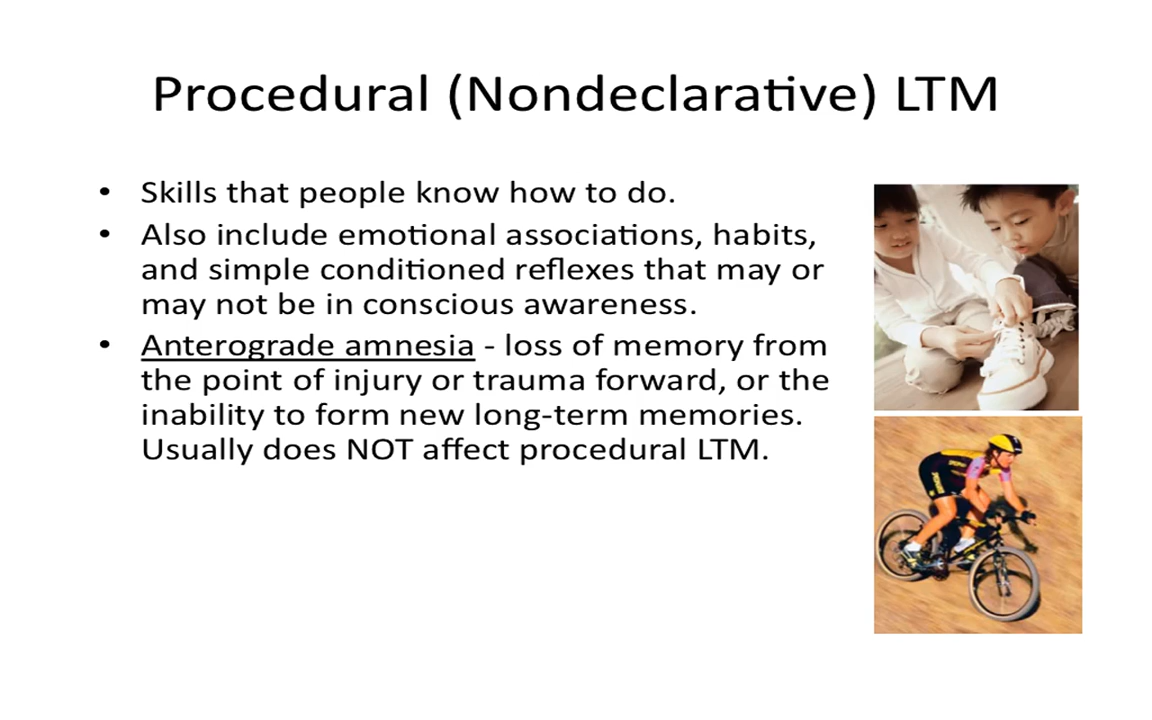 Procedural (Nondeclarative) LTM
• Skills that people know how to do.
• Also include emotional associations, habits,
and simple conditioned reflexes that may or
may not be in conscious awareness.
• Anterograde amnesia - loss of memory from
the point of injury or trauma forward, or the
inability to form new long-term memories.
Usually does NOT affect procedural LTM.